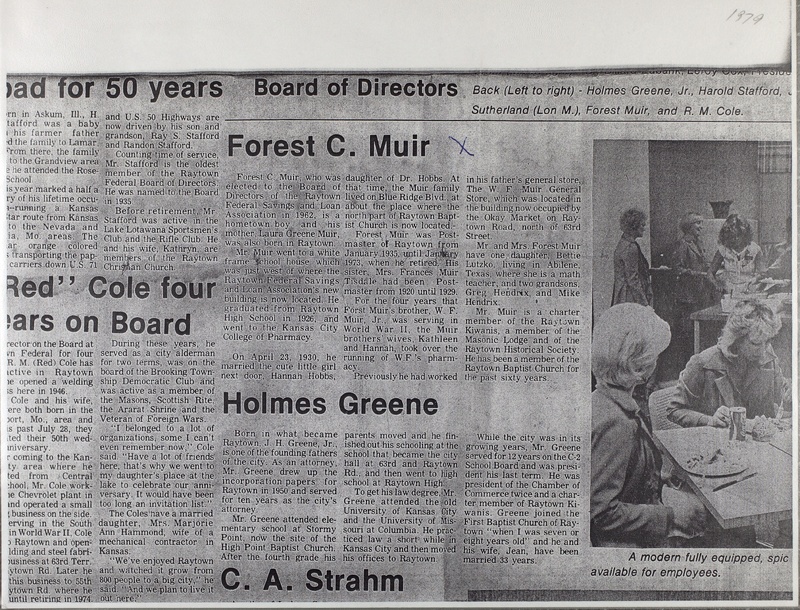 1979
oad for 50 years
rn in Askum, Ill., H.
tafford was a baby
his farmer father
d the family to Lamar.
From there, the family
to the Grandview area
e he attended the Rose-
School.
is year marked a half a
ry of his lifetime occu-
a-running a Kansas
Star route from Kansas
to the Nevada and
ia, Mo. areas. The
ar orange colored
transporting the pap-
carriers down U.S. 71
and U.S. 50 Highways are
now driven by his son and
grandson, Ray S. Stafford
and Randon Stafford.
Counting time of service,
Mr. Stafford is the oldest
member of the Raytown
Federal Board of Directors.
He was named to the Board
in 1935.
Before retirement, Mr.
Stafford was active in the
Lake Lotawana Sportsmen's
Club and the Rifle Club. He
and his wife, Kathryn, are
members of the Raytown
Christian Church
Red" Cole four
ears on Board
rector on the Board at
wn Federal for four
R. M. (Red) Cole has
active in Raytown
he opened a welding
ss here in 1946.
Cole and his wife,
ere both born in the
port, Mo., area and
s past July 28, they
ted their 50th wed-
nniversary.
r coming to the Kan-
ty area where he
ted from Central
chool, Mr. Cole work-
e Chevrolet plant in
nd operated a small
business on the side.
erving in the South
n World War II, Cole
o Raytown and open-
lding and steel fabri-
usiness at 63rd Terr.
ytown Rd. Later he
this business to 55th
ytown Rd. where he
until retiring in 1974.
During these years, he
served as a city alderman
for two terms, was on the
board of the Brooking Town-
ship Democratic Club and
was active as a member of
the Masons, Scottish Rite,
the Ararat Shrine and the
Veteran of Foreign Wars.
"I belonged to a lot of
organizations, some I can't
even remember now," Cole
said. "Have a lot of friends
here, that's why we went to
my daughter's place at the
lake to celebrate our anni-
versary. It would have been
too long an invitation list."
The Coles have a married
daughter, Mrs. Marjorie
Ann Hammond, wife of a
mechanical contractor in
Kansas.
"We've enjoyed Raytown
and watched it grow from
800 people to a big city," he
said. "And we plan to live it
out here."
Board of Directors
Back (Left to right) - Holmes Greene, Jr., Harold Stafford,
Sutherland (Lon M.), Forest Muir, and R. M. Cole.
Forest C. Muir X
Forest C. Muir, who was
elected to the Board of
Directors of the Raytown
Federal Savings and Loan
Association in 1962, is a
hometown boy and his
mother, Laura Greene Muir,
was also born in Raytown.
Mr. Muir went to a white
frame school house which
was just west of where the
Raytown Federal Savings
and Loan Association's new
building is now located. He
graduated from Raytown
High School in 1926, and
went to the Kansas City
College of Pharmacy.
On April 23, 1930, he
married the cute little girl
next door, Hannah Hobbs,
daughter of Dr. Hobbs. At
that time, the Muir family
lived on Blue Ridge Blvd. at
about the place where the
north part of Raytown Bapt-
ist Church is now located.
Forest Muir was Post-
master of Raytown from
January, 1935, until January
1973, when he retired. His
sister, Mrs. Frances Muir
Tisdale had been Post-
master from 1920 until 1929.
For the four years that
Forst Muir's brother, W. F.
Muir, Jr., was serving in
World War II, the Muir
brothers wives, Kathleen
and Hannah, took over the
running of W.F.'s pharm-
acy.
Previously he had worked
in his father's general store,
The W. F. Muir General
Store, which was located in
the building now occupied by
the Okay Market on Ray-
town Road, north of 63rd
Street.
Mr. and Mrs. Forest Muir
have one daughter, Bettie
Lutzko, living in Abilene,
Texas, where she is a math
teacher, and two grandsons,
Greg Hendrix and Mike
Hendrix.
Mr. Muir is a charter
member of the Raytown
Kiwanis, a member of the
Masonic Lodge and of the
Raytown Historical Society.
He has been a member of the
Raytown Baptist Church for
the past sixty years.
Holmes Greene
Born in what became
Raytown, J. H. Greene, Jr.,
is one of the founding fathers
of the city. As an attorney,
Mr. Greene drew up the
incorporation papers for
Raytown in 1950 and served
for ten years as the city's
attorney.
Mr. Greene attended ele-
mentary school at Stormy
Point, now the site of the
High Point Baptist Church.
After the fourth grade his
parents moved and he fin-
ished out his schooling at the
school that became the city
hall at 63rd and Raytown
Rd., and then went to high
school at Raytown High.
To get his law degree, Mr.
Greene attended the old
University of Kansas City
and the University of Mis-
souri at Columbia. He prac-
ticed law a short while in
Kansas City and then moved
his offices to Raytown.
While the city was in its
growing years, Mr. Greene
served for 12 years on the C-2
School Board and was presi-
dent his last term. He was
president of the Chamber of
Commerce twice and a char-
ter member of Raytown Ki-
wanis. Greene joined the
First Baptist Church of Ray-
town "when I was seven or
eight years old" and he and
his wife, Jean, have been
married 33 years.
C. A. Strahm
A modern fully equipped, spic
available for employees.